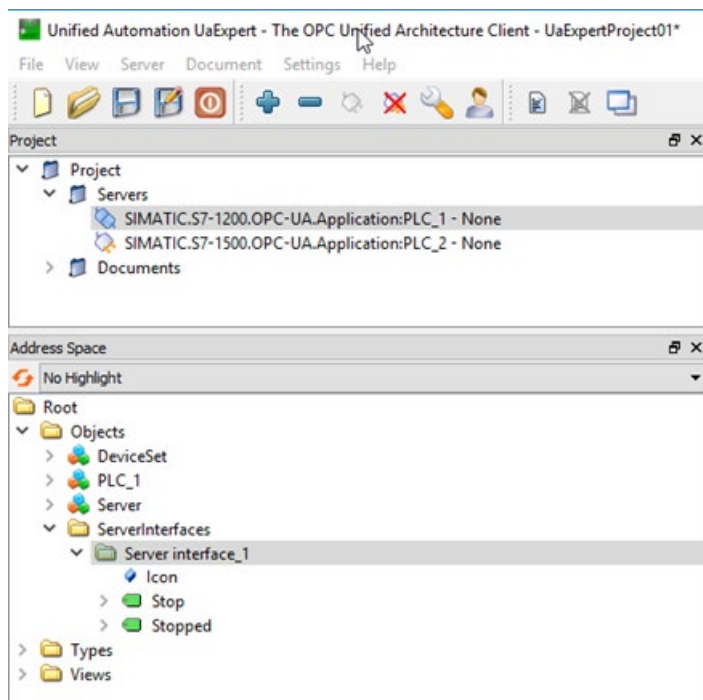 Unified Automation UaExpert - The OPC Unified Architecture Client - UaExpertProject01*
File View Server Document Settings Help
Project
Project
Servers
SIMATIC.S7-1200.OPC-UA.Application:PLC_1 - None
SIMATIC.S7-1500.OPC-UA.Application:PLC_2 - None
Documents
Address Space
No Highlight
Root
Objects
DeviceSet
PLC_1
Server
ServerInterfaces
Server interface_1
Icon
Stop
Stopped
Types
Views